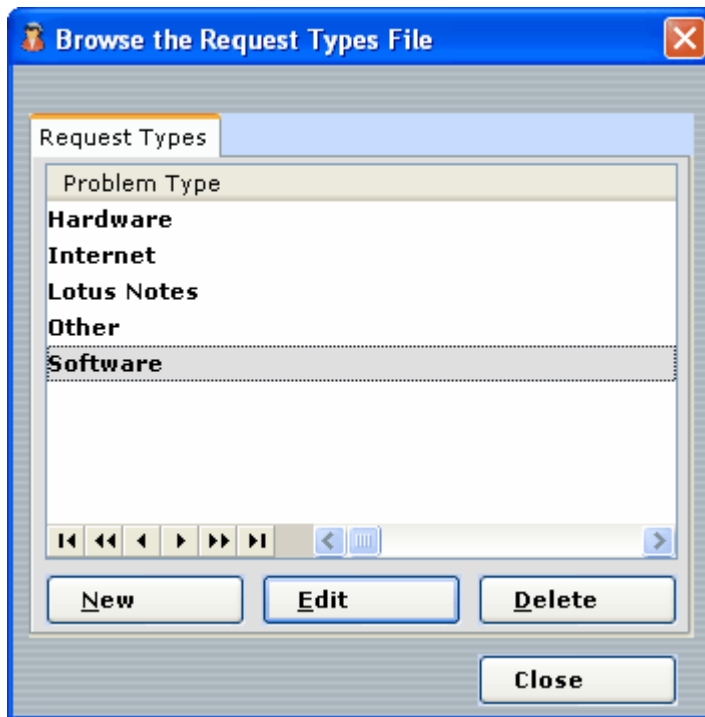 Browse the Request Types File
Request Types
Problem Type
Hardware
Internet
Lotus Notes
Other
Software
New Edit Delete
Close